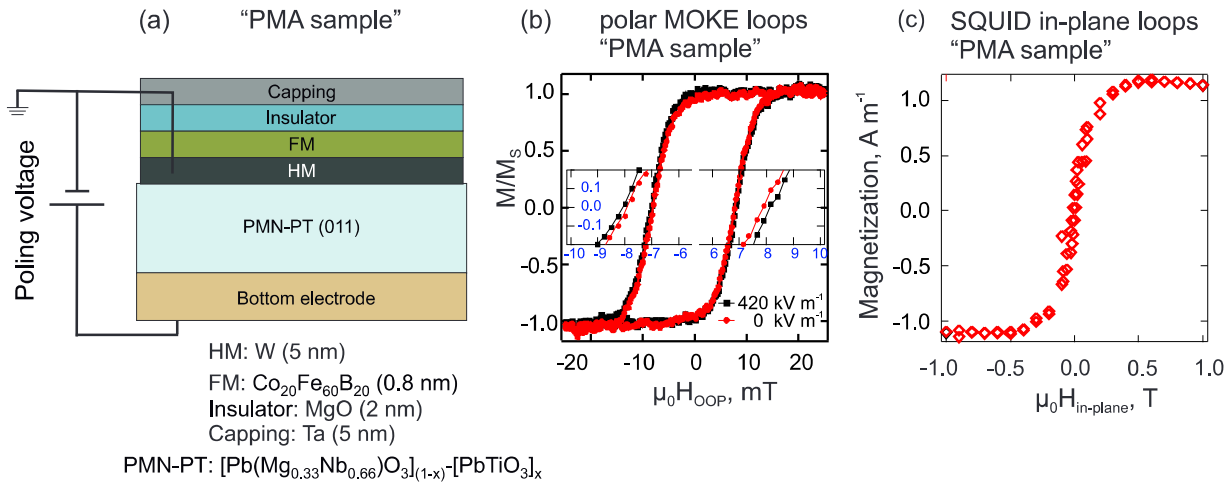 (a) "PMA sample"
Poling voltage
Capping
Insulator
FM
HM
PMN-PT (011)
Bottom electrode
HM: W (5 nm)
FM: Co20Fe60B20 (0.8 nm)
Insulator: MgO (2 nm)
Capping: Ta (5 nm)
PMN-PT: [Pb(Mg0.33Nb0.66)O3](1-x)-[PbTiO3]x
(b) polar MOKE loops
"PMA sample"
M/MS
1.0
0.5
0.0
-0.5
-1.0
0.1
0.0
-0.1
-10 -9 -8 -7 -6
6 7 8 9 10
420 kV m-1
0 kV m-1
-20 -10 0 10 20
μ0HOOP, mT
(c) SQUID in-plane loops
"PMA sample"
Magnetization, A m-1
1.0
0.5
0.0
-0.5
-1.0
-1.0 -0.5 0.0 0.5 1.0
μ0Hin-plane, T